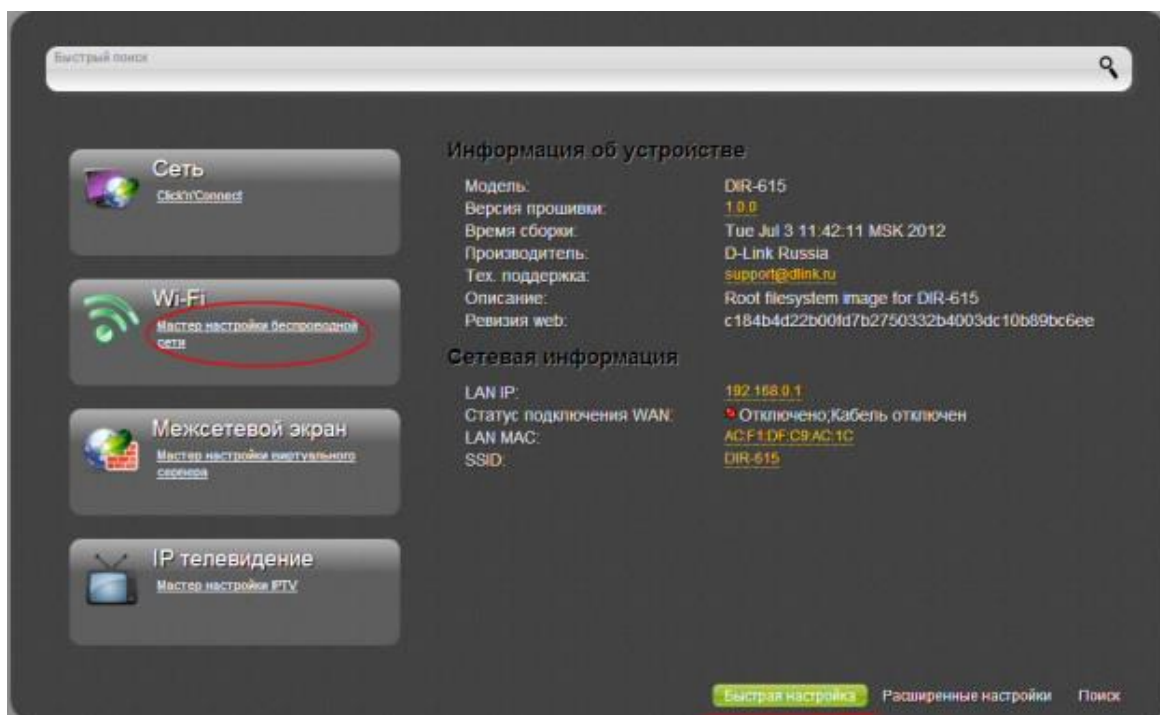 Быстрый поиск
Сеть
Click'n'Connect
Wi-Fi
Мастер настройки беспроводной
сети
Межсетевой экран
Мастер настройки виртуального
сервера
IP телевидение
Мастер настройки IPTV
Информация об устройстве
Модель: DIR-615
Версия прошивки: 1.0.0
Время сборки: Tue Jul 3 11:42:11 MSK 2012
Производитель: D-Link Russia
Тех. поддержка: support@dlink.ru
Описание: Root filesystem image for DIR-615
Ревизия web: c184b4d22b00fd7b2750332b4003dc10b89bc6ee
Сетевая информация
LAN IP: 192.168.0.1
Статус подключения WAN: Отключено;Кабель отключен
LAN MAC: AC:F1:DF:C9:AC:1C
SSID: DIR-615
Быстрая настройка Расширенные настройки Поиск